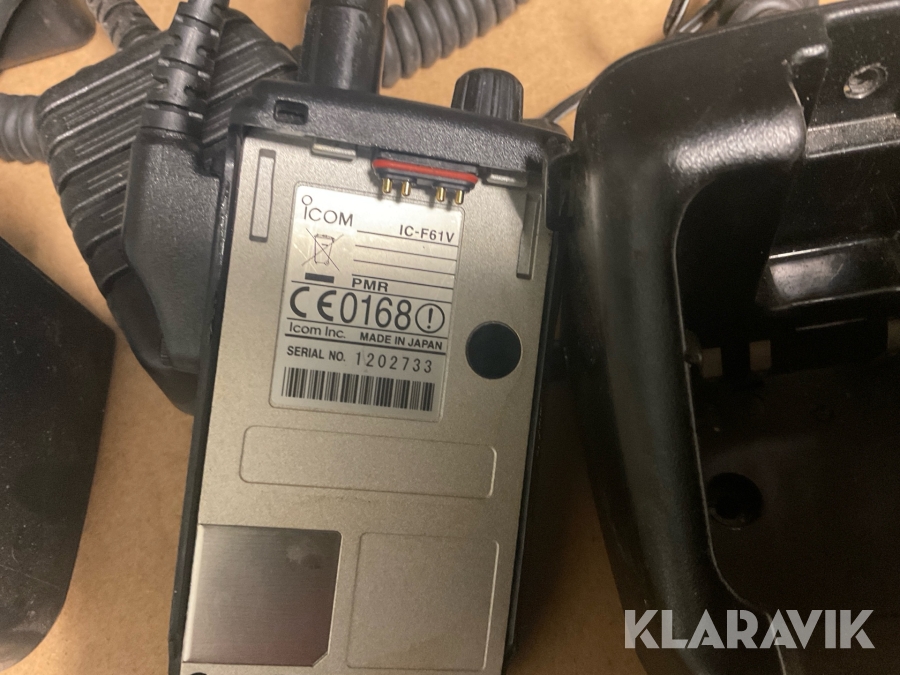 ICOM
IC-F61V
PMR
CE0168
Icom Inc. MADE IN JAPAN
SERIAL NO. 1202733
KLARAVIK